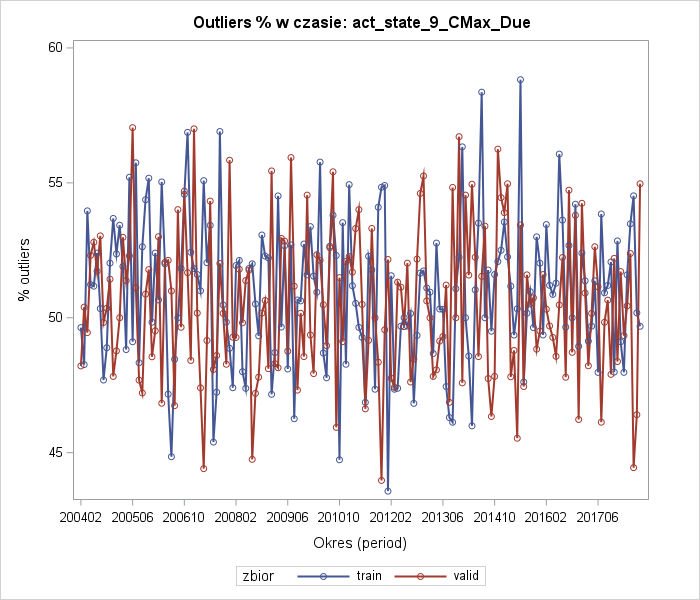 Outliers % w czasie: act_state_9_CMax_Due
60
55
50
45
% outliers
200402 200506 200610 200802 200906 201010 201202 201306 201410 201602 201706
Okres (period)
zbior train valid